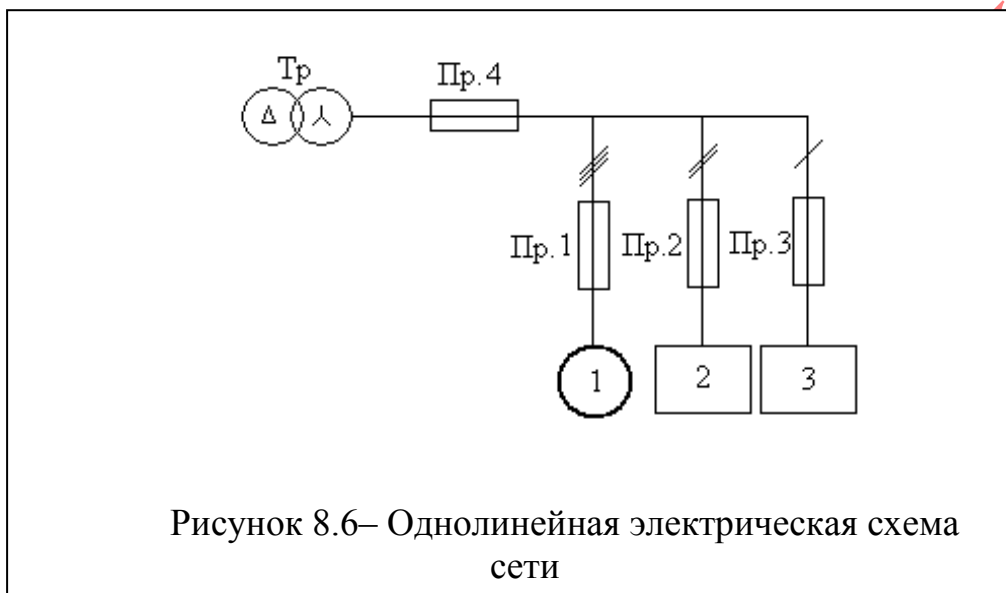 Тр
Пр.4
Пр.1
Пр.2
Пр.3
1
2
3
Рисунок 8.6– Однолинейная электрическая схема
сети